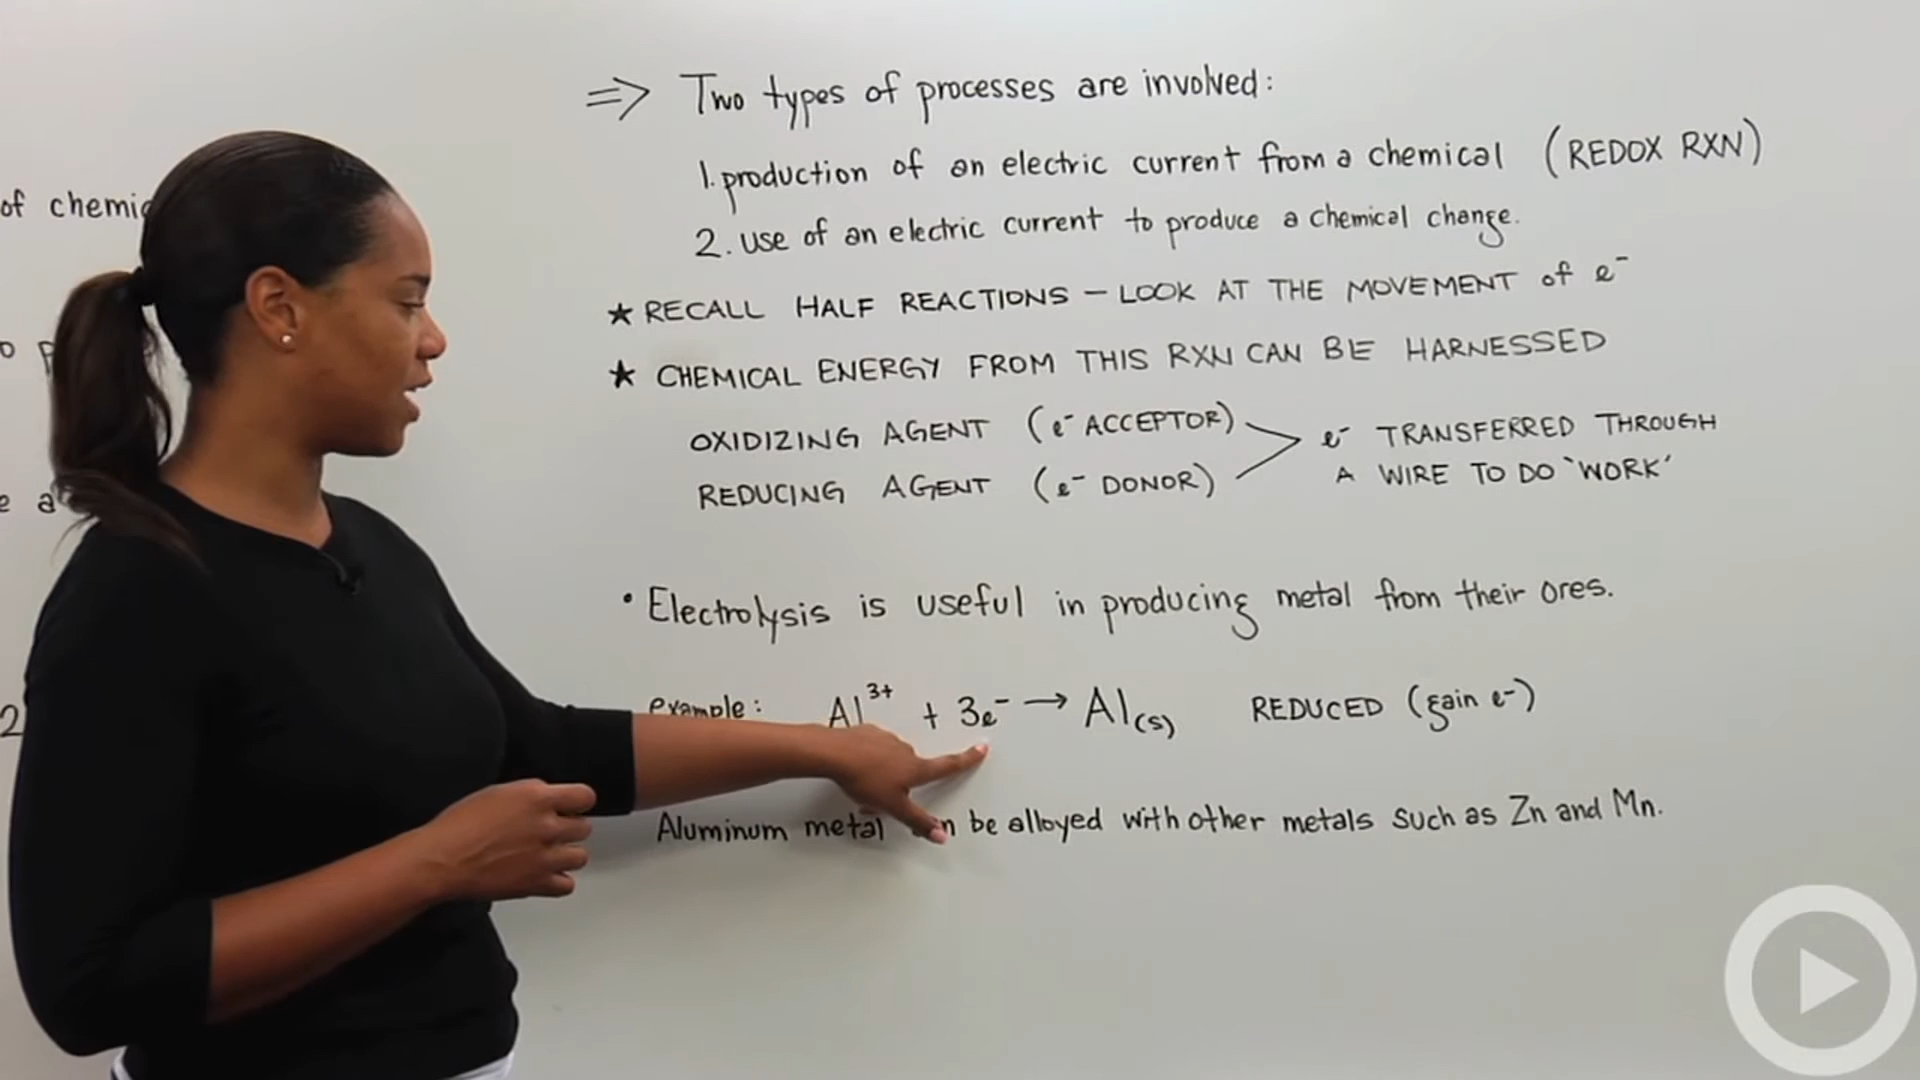 ⇒ Two types of processes are involved:
1. production of an electric current from a chemical (REDOX RXN)
of chemic
2. use of an electric current to produce a chemical change.
★ RECALL HALF REACTIONS – LOOK AT THE MOVEMENT of e⁻
★ CHEMICAL ENERGY FROM THIS RXN CAN BE HARNESSED
OXIDIZING AGENT (e⁻ ACCEPTOR)
REDUCING AGENT (e⁻ DONOR)
e⁻ TRANSFERRED THROUGH
A WIRE TO DO 'WORK'
• Electrolysis is useful in producing metal from their ores.
example: Al³⁺ + 3e⁻ → Al(s) REDUCED (gain e⁻)
2
Aluminum metal be alloyed with other metals such as Zn and Mn.